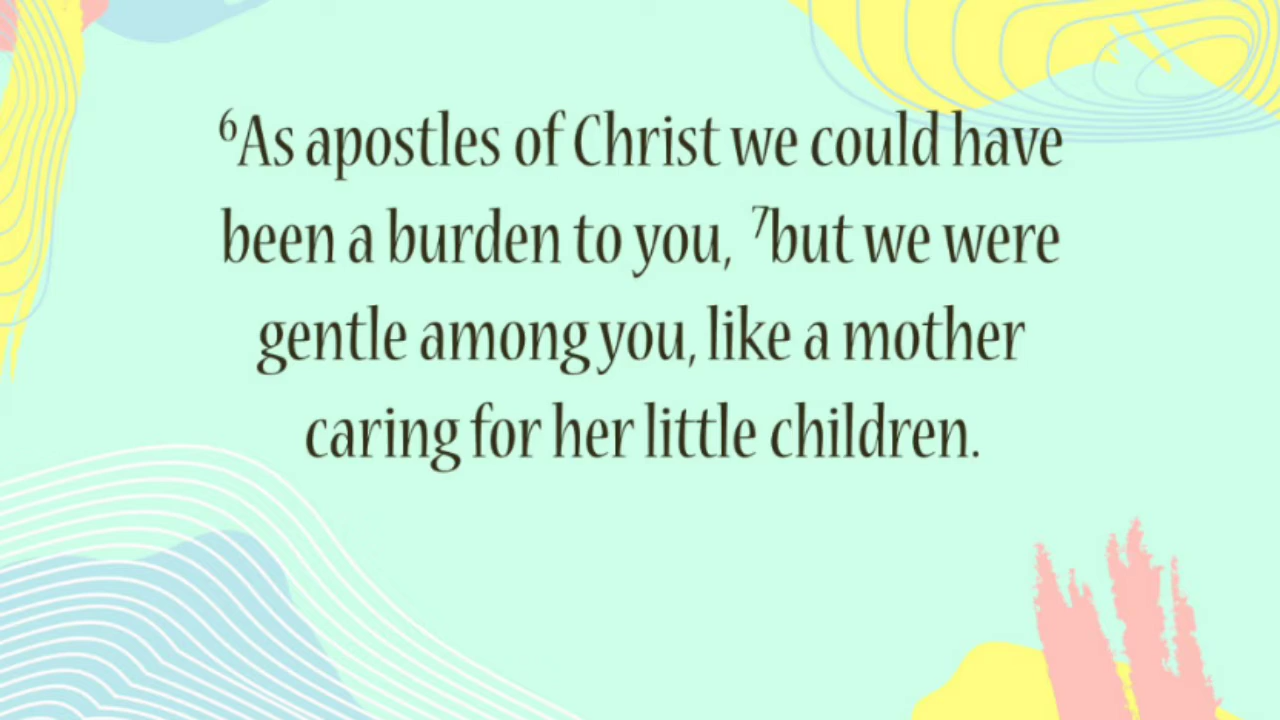 ⁶As apostles of Christ we could have
been a burden to you, ⁷but we were
gentle among you, like a mother
caring for her little children.